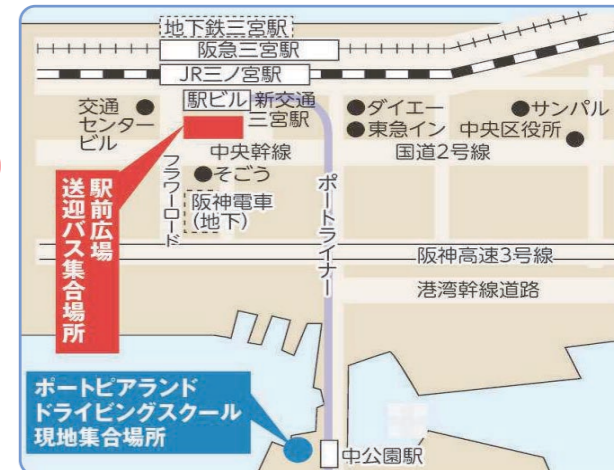 地下鉄三宮駅
阪急三宮駅
JR三ノ宮駅
駅ビル
新交通
三宮駅
交通
センター
ビル
ダイエー
東急イン
サンパル
中央区役所
中央幹線
国道2号線
そごう
フラワーロード
阪神電車
(地下)
ポートライナー
駅前広場
送迎バス集合場所
阪神高速3号線
港湾幹線道路
ポートピアランド
ドライビングスクール
現地集合場所
中公園駅